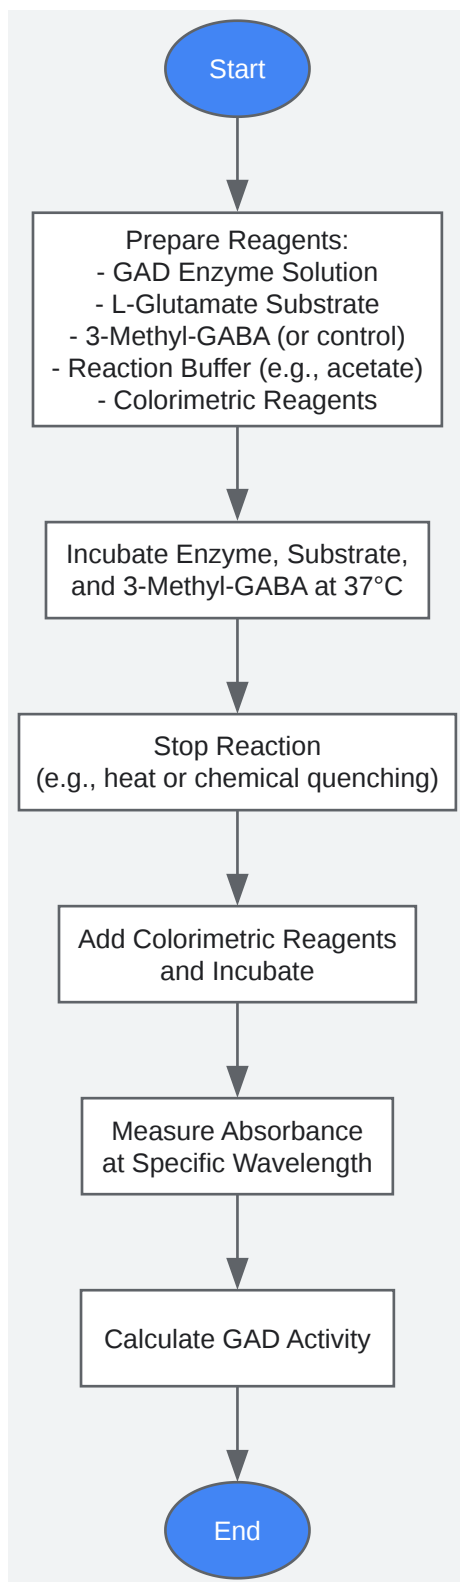 Start
Prepare Reagents:
- GAD Enzyme Solution
- L-Glutamate Substrate
- 3-Methyl-GABA (or control)
- Reaction Buffer (e.g., acetate)
- Colorimetric Reagents
Incubate Enzyme, Substrate,
and 3-Methyl-GABA at 37°C
Stop Reaction
(e.g., heat or chemical quenching)
Add Colorimetric Reagents
and Incubate
Measure Absorbance
at Specific Wavelength
Calculate GAD Activity
End